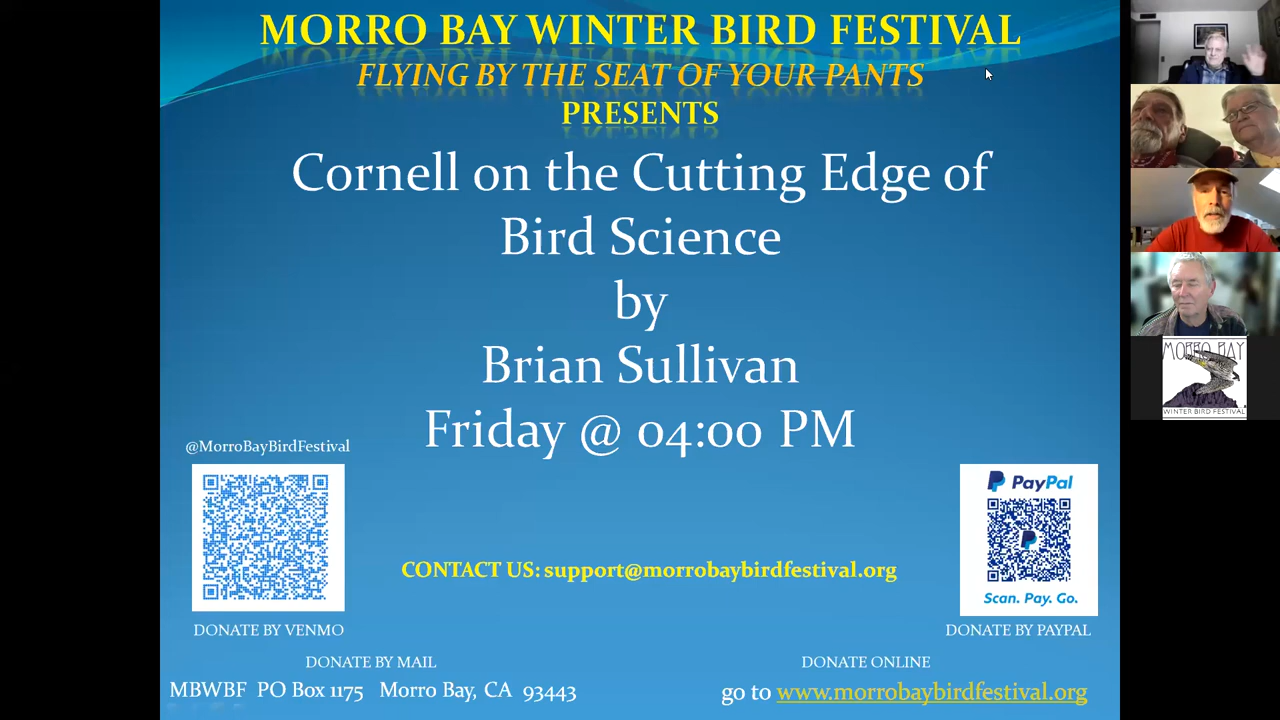 MORRO BAY WINTER BIRD FESTIVAL
FLYING BY THE SEAT OF YOUR PANTS
PRESENTS
Cornell on the Cutting Edge of
Bird Science
by
Brian Sullivan
Friday @ 04:00 PM
@MorroBayBirdFestival
PayPal
Scan. Pay. Go.
CONTACT US: support@morrobaybirdfestival.org
DONATE BY VENMO
DONATE BY PAYPAL
DONATE BY MAIL
DONATE ONLINE
MBWBF PO Box 1175 Morro Bay, CA 93443
go to www.morrobaybirdfestival.org
MORRO BAY
WINTER BIRD FESTIVAL